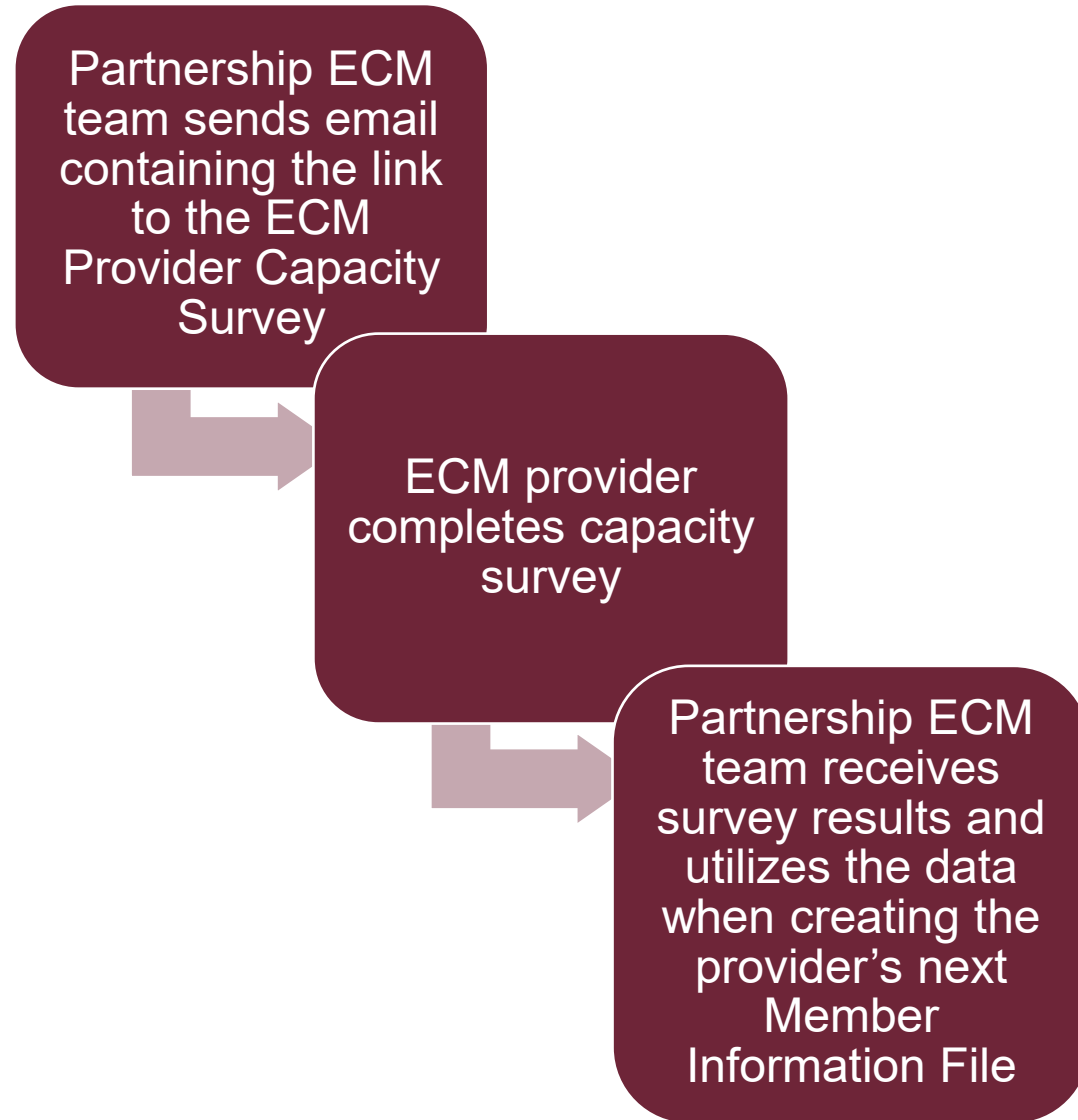 Partnership ECM
team sends email
containing the link
to the ECM
Provider Capacity
Survey
ECM provider
completes capacity
survey
Partnership ECM
team receives
survey results and
utilizes the data
when creating the
provider’s next
Member
Information File